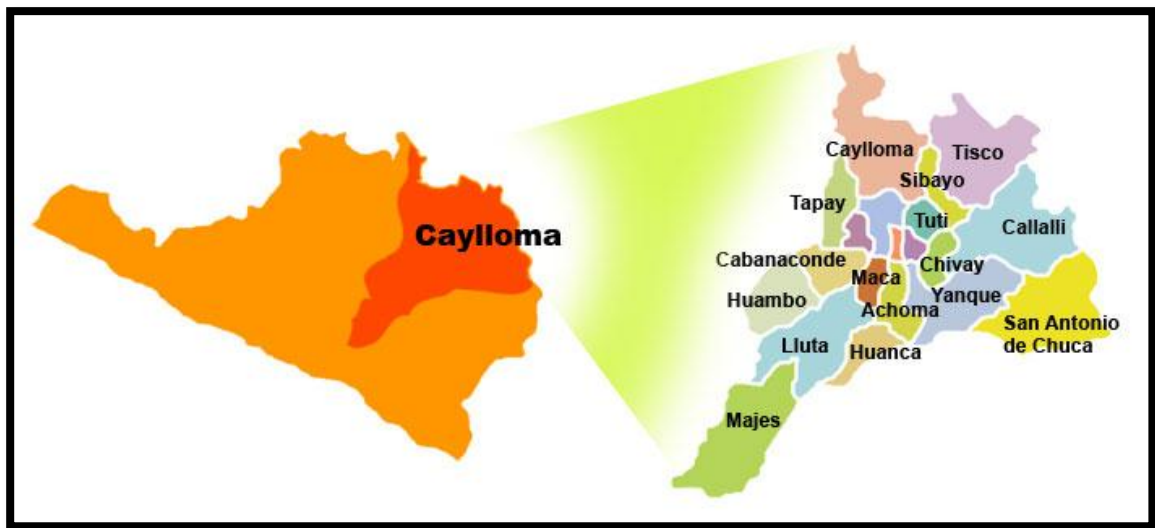 Caylloma
Caylloma
Tisco
Sibayo
Tapay
Tuti
Callalli
Cabanaconde
Maca
Chivay
Huambo
Yanque
Achoma
San Antonio
de Chuca
Lluta
Huanca
Majes